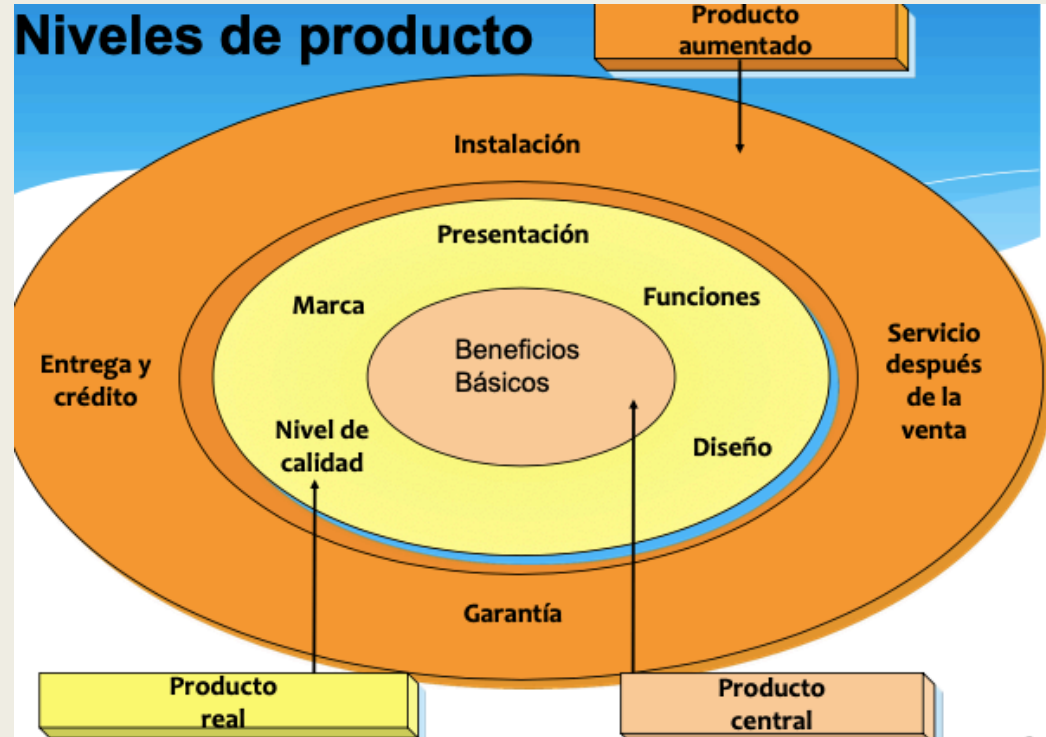 Niveles de producto
Producto
aumentado
Instalación
Presentación
Marca
Funciones
Beneficios
Básicos
Entrega y
crédito
Servicio
después
de la
venta
Nivel de
calidad
Diseño
Garantía
Producto
real
Producto
central